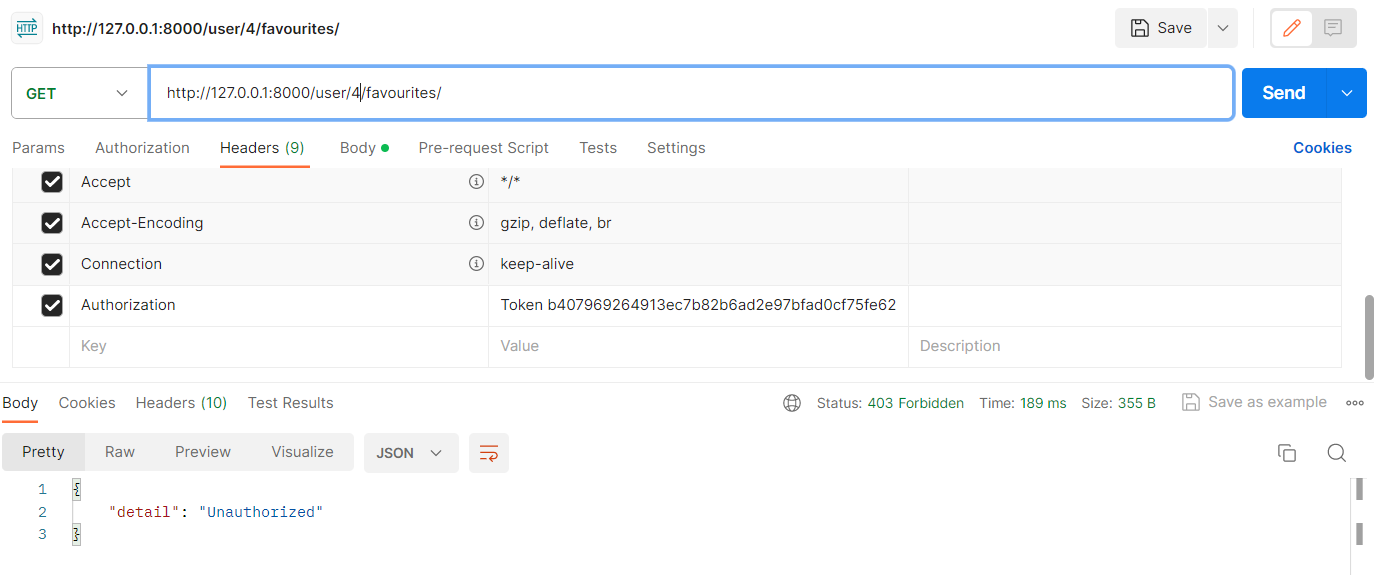 HTTP http://127.0.0.1:8000/user/4/favourites/ Save
GET http://127.0.0.1:8000/user/4/favourites/ Send
Params Authorization Headers (9) Body Pre-request Script Tests Settings Cookies
Accept */*
Accept-Encoding gzip, deflate, br
Connection keep-alive
Authorization Token b407969264913ec7b82b6ad2e97bfad0cf75fe62
Key Value Description
Body Cookies Headers (10) Test Results Status: 403 Forbidden Time: 189 ms Size: 355 B Save as example
Pretty Raw Preview Visualize JSON
1 {
2 "detail": "Unauthorized"
3 }